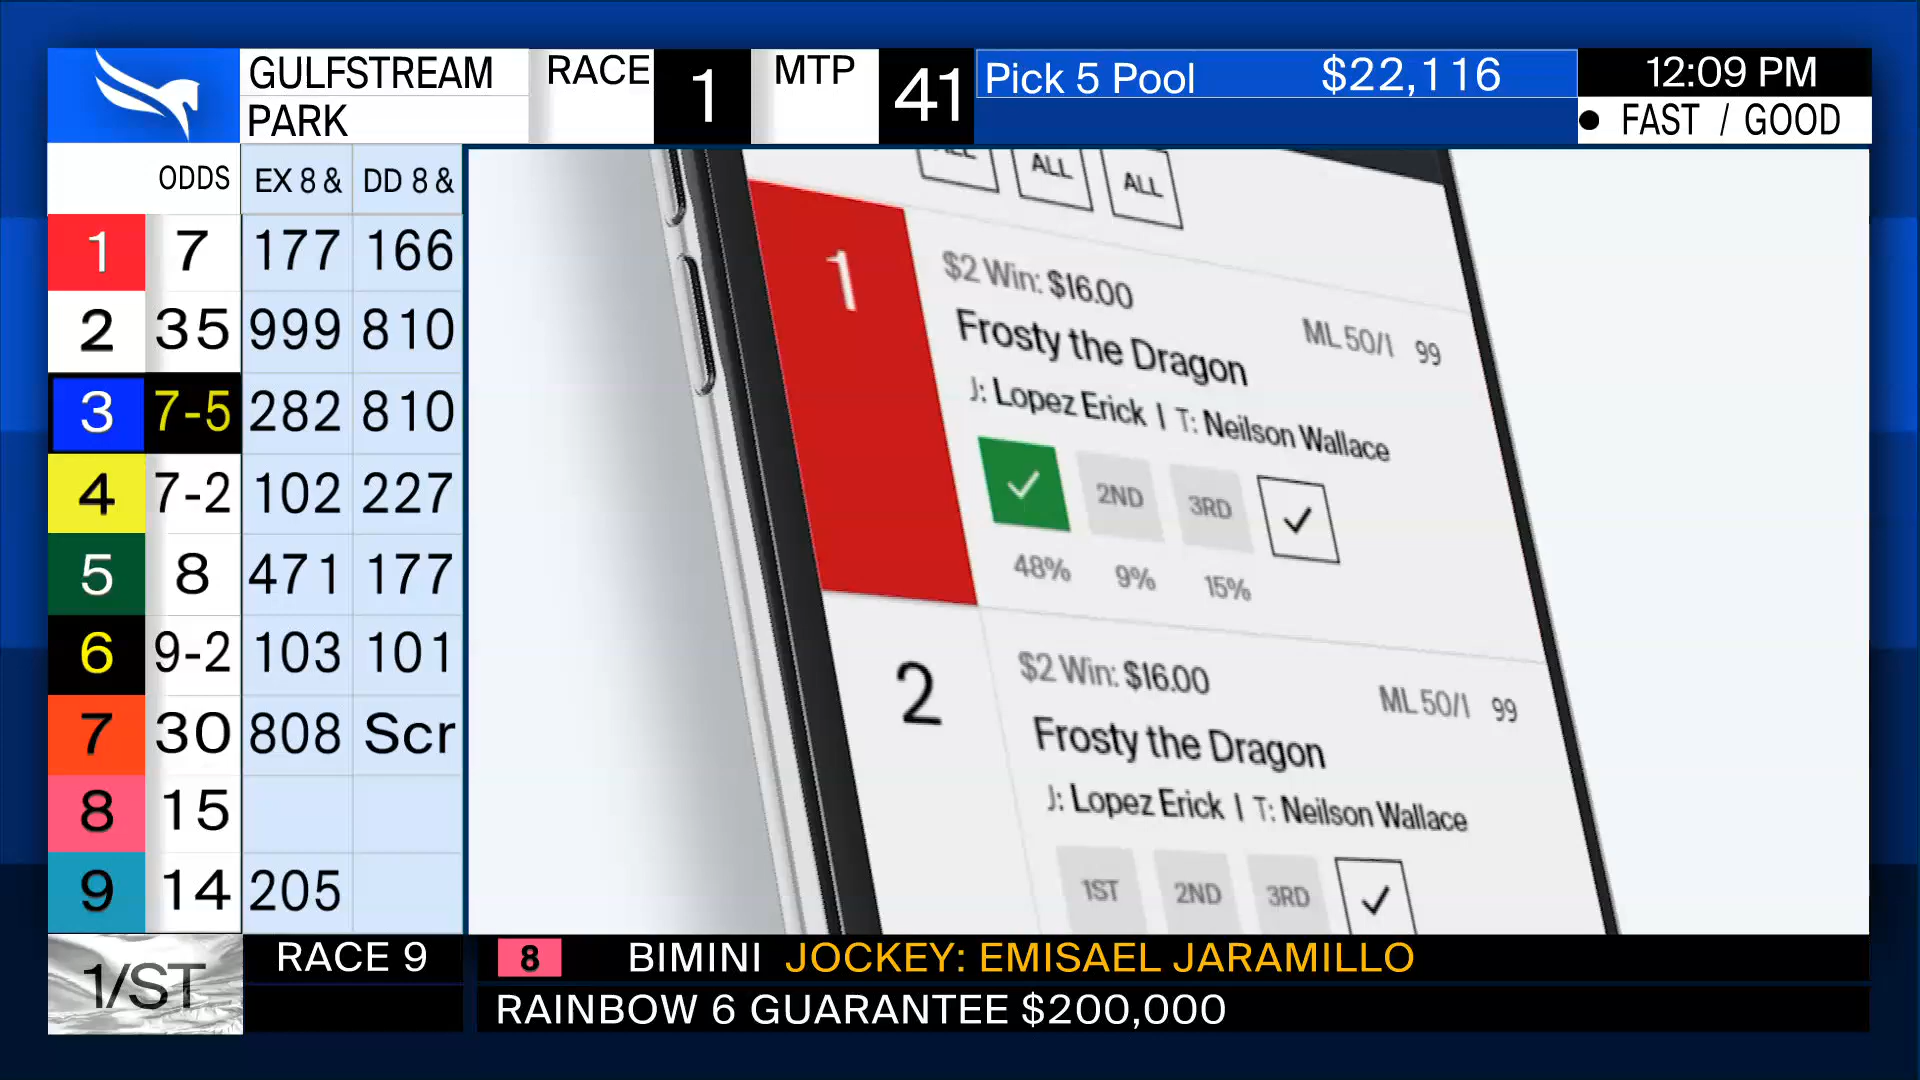 GULFSTREAM PARK
RACE 1
MTP 41
Pick 5 Pool $22,116
12:09 PM
FAST / GOOD
ODDS EX 8 & DD 8 &
1 7 177 166
2 35 999 810
3 7-5 282 810
4 7-2 102 227
5 8 471 177
6 9-2 103 101
7 30 808 Scr
8 15
9 14 205
ALL ALL ALL
1
$2 Win: $16.00
Frosty the Dragon ML 50/1 99
J: Lopez Erick | T: Neilson Wallace
2ND 3RD
48% 9% 15%
2
$2 Win: $16.00
Frosty the Dragon ML 50/1 99
J: Lopez Erick | T: Neilson Wallace
1ST 2ND 3RD
1/ST
RACE 9
8 BIMINI JOCKEY: EMISAEL JARAMILLO
RAINBOW 6 GUARANTEE $200,000